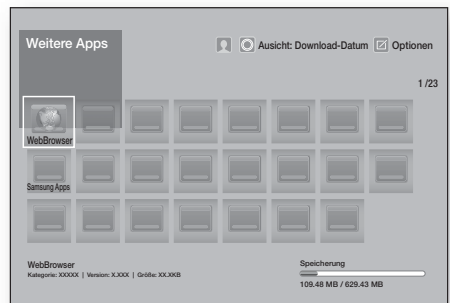 Weitere Apps
Ausicht: Download-Datum Optionen
1 /23
WebBrowser
Samsung Apps
WebBrowser
Kategorie: XXXXX | Version: X.XXX | Größe: XX.XXKB
Speicherung
109.48 MB / 629.43 MB